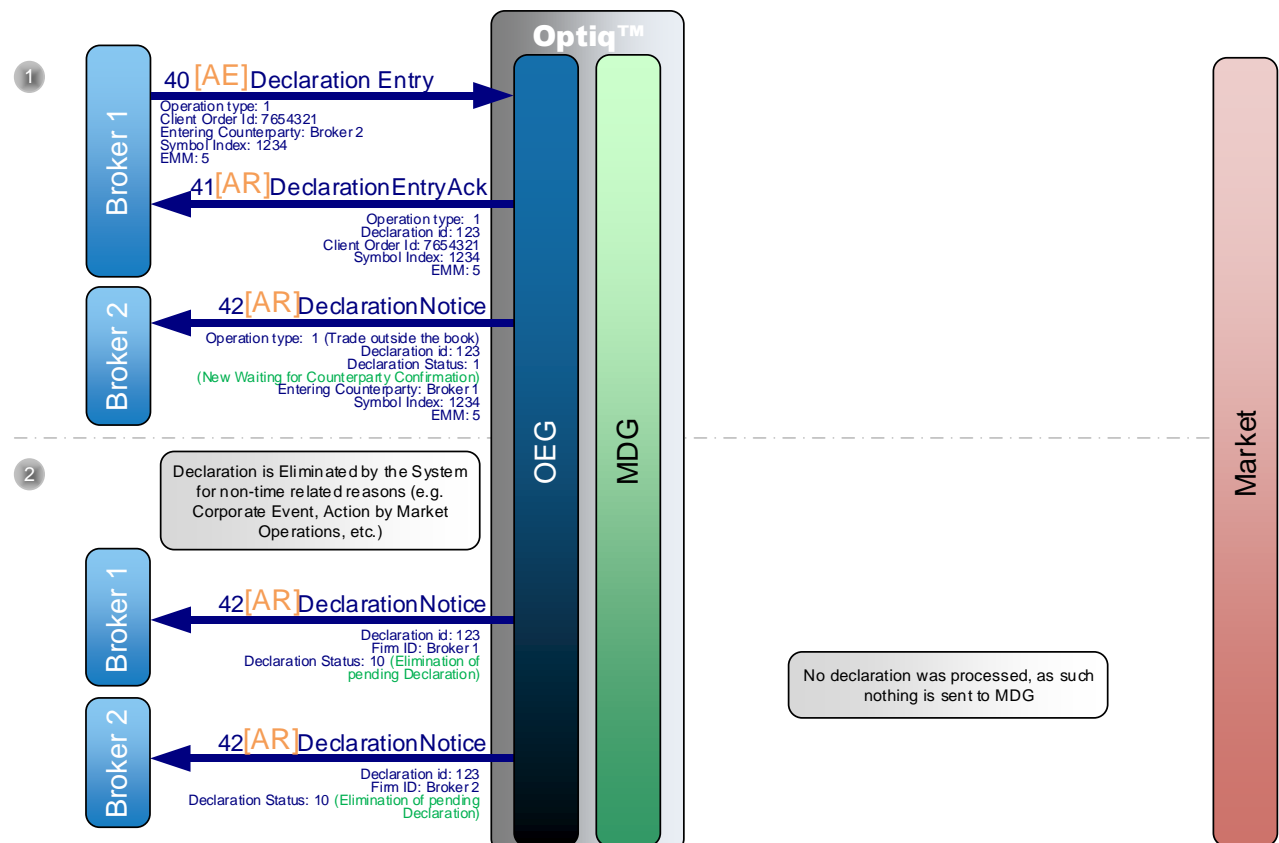 Optiq™
1
Broker 1
40 [AE] Declaration Entry
Operation type: 1
Client Order Id: 7654321
Entering Counterparty: Broker 2
Symbol Index: 1234
EMM: 5
41 [AR] DeclarationEntryAck
Operation type: 1
Declaration id: 123
Client Order Id: 7654321
Symbol Index: 1234
EMM: 5
Broker 2
42 [AR] DeclarationNotice
Operation type: 1 (Trade outside the book)
Declaration id: 123
Declaration Status: 1
(New Waiting for Counterparty Confirmation)
Entering Counterparty: Broker 1
Symbol Index: 1234
EMM: 5
OEG
MDG
Market
2
Declaration is Eliminated by the System
for non-time related reasons (e.g.
Corporate Event, Action by Market
Operations, etc.)
Broker 1
42 [AR] DeclarationNotice
Declaration id: 123
Firm ID: Broker 1
Declaration Status: 10 (Elimination of
pending Declaration)
No declaration was processed, as such
nothing is sent to MDG
Broker 2
42 [AR] DeclarationNotice
Declaration id: 123
Firm ID: Broker 2
Declaration Status: 10 (Elimination of pending
Declaration)